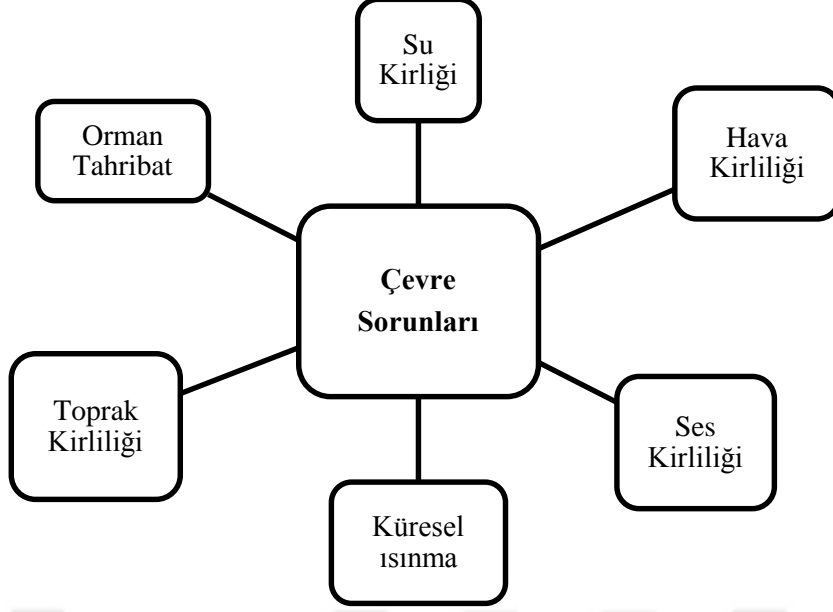 Su
Kirliği
Orman
Tahribat
Hava
Kirliliği
Çevre
Sorunları
Toprak
Kirliliği
Ses
Kirliliği
Küresel
ısınma